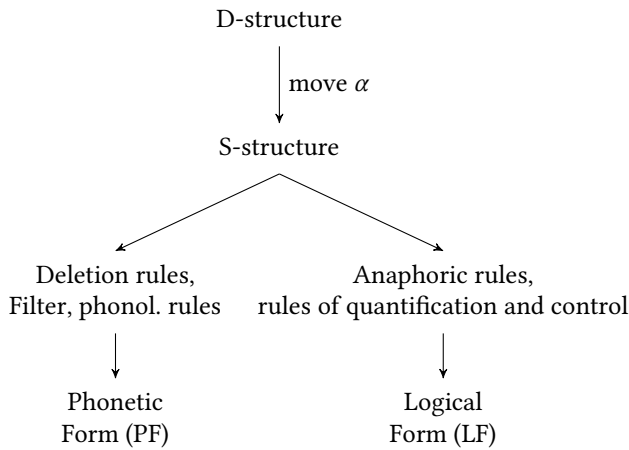 D-structure
move α
S-structure
Deletion rules,
Filter, phonol. rules
Anaphoric rules,
rules of quantification and control
Phonetic
Form (PF)
Logical
Form (LF)